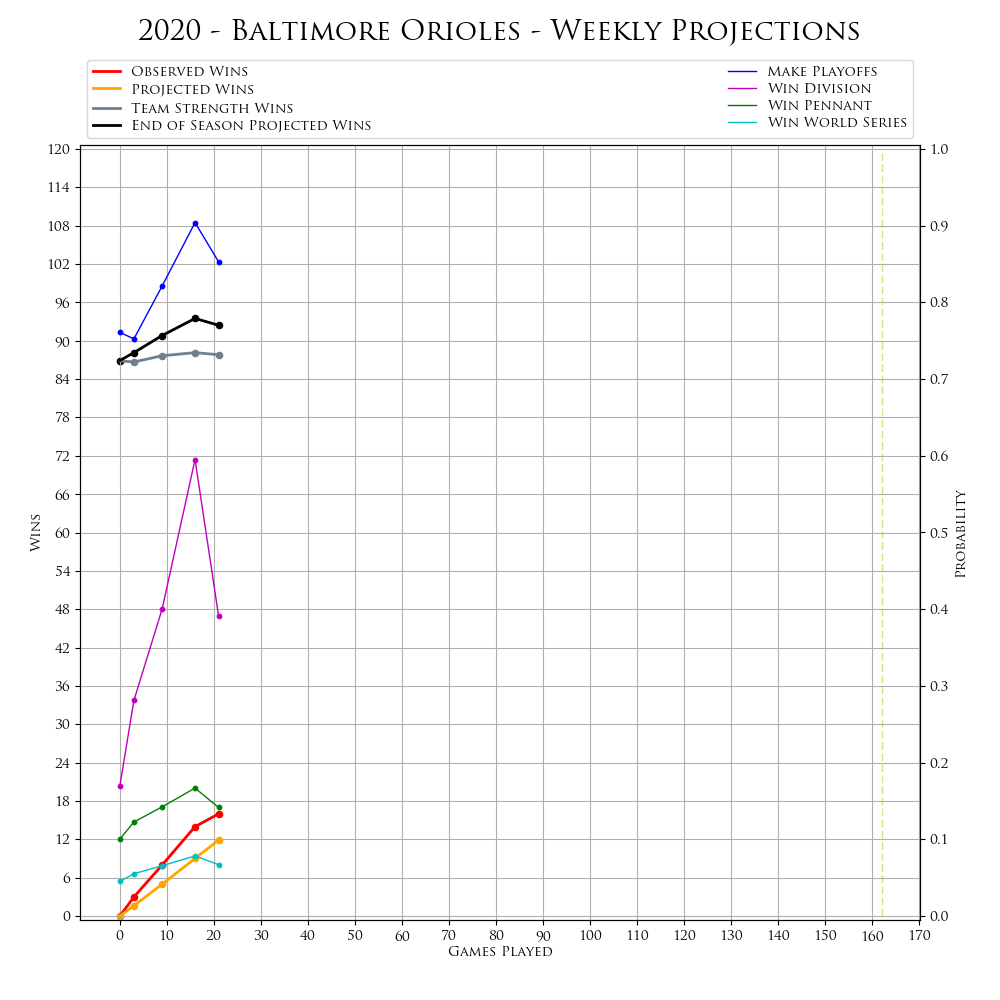 2020 - Baltimore Orioles - Weekly Projections
Observed Wins
Projected Wins
Team Strength Wins
End of Season Projected Wins
Make Playoffs
Win Division
Win Pennant
Win World Series
120
114
108
102
96
90
84
78
72
66
60
54
48
42
36
30
24
18
12
6
0
Wins
1.0
0.9
0.8
0.7
0.6
0.5
0.4
0.3
0.2
0.1
0.0
Probability
0 10 20 30 40 50 60 70 80 90 100 110 120 130 140 150 160 170
Games Played